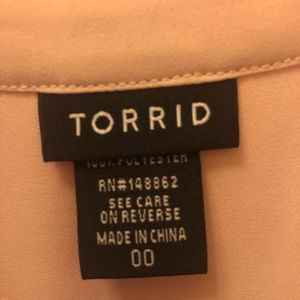 TORRID
100% POLYESTER
RN#148862
SEE CARE
ON REVERSE
MADE IN CHINA
00